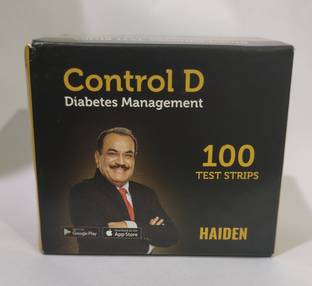 Control D
Diabetes Management
100
TEST STRIPS
Google Play
App Store
HAIDEN